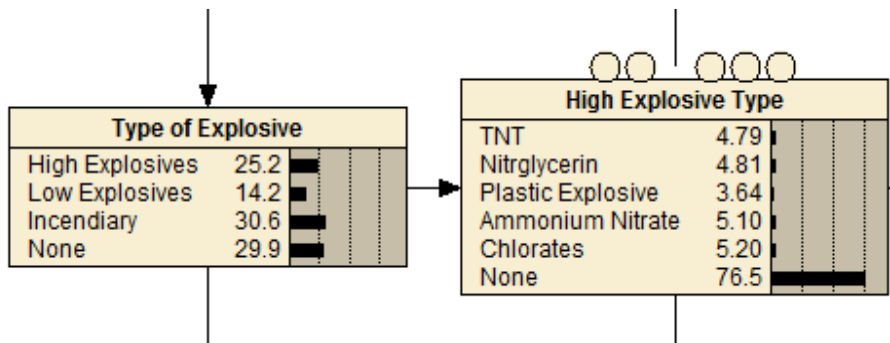 Type of Explosive
High Explosives 25.2
Low Explosives 14.2
Incendiary 30.6
None 29.9
High Explosive Type
TNT 4.79
Nitrglycerin 4.81
Plastic Explosive 3.64
Ammonium Nitrate 5.10
Chlorates 5.20
None 76.5